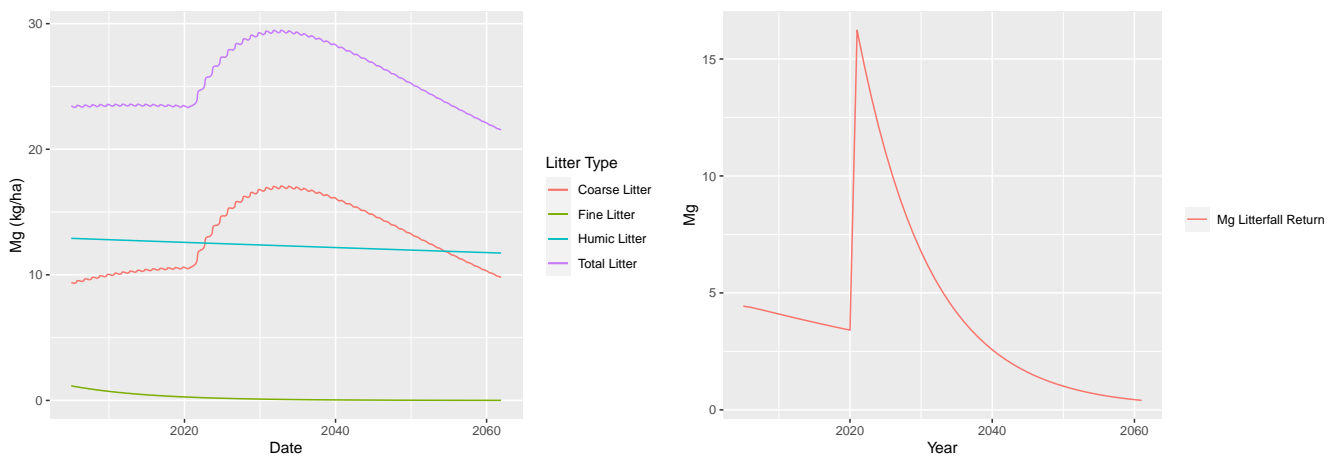 30
20
10
0
Mg (kg/ha)
2020
2040
2060
Date
Litter Type
Coarse Litter
Fine Litter
Humic Litter
Total Litter
15
10
5
0
Mg
2020
2040
2060
Year
Mg Litterfall Return